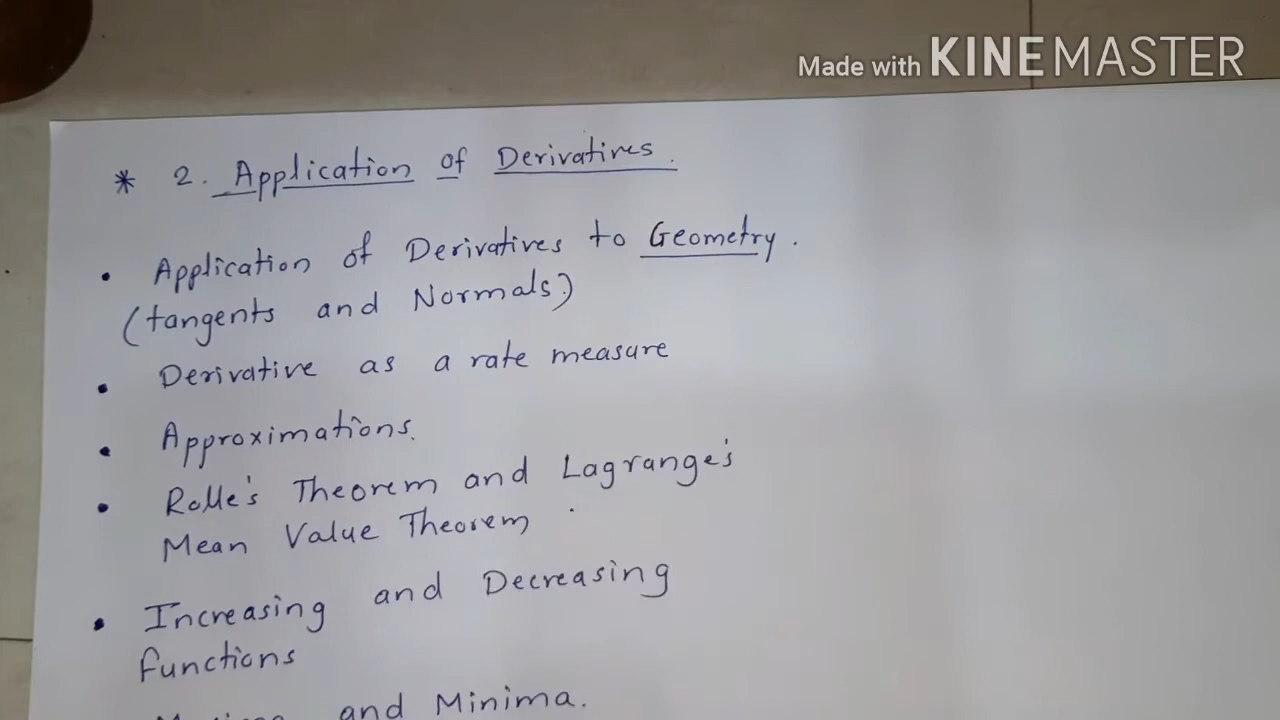 Made with KINEMASTER
* 2. Application of Derivatives.
• Application of Derivatives to Geometry.
(tangents and Normals)
• Derivative as a rate measure
• Approximations.
• Rolle's Theorem and Lagrange's
Mean Value Theorem
• Increasing and Decreasing
functions
and Minima.